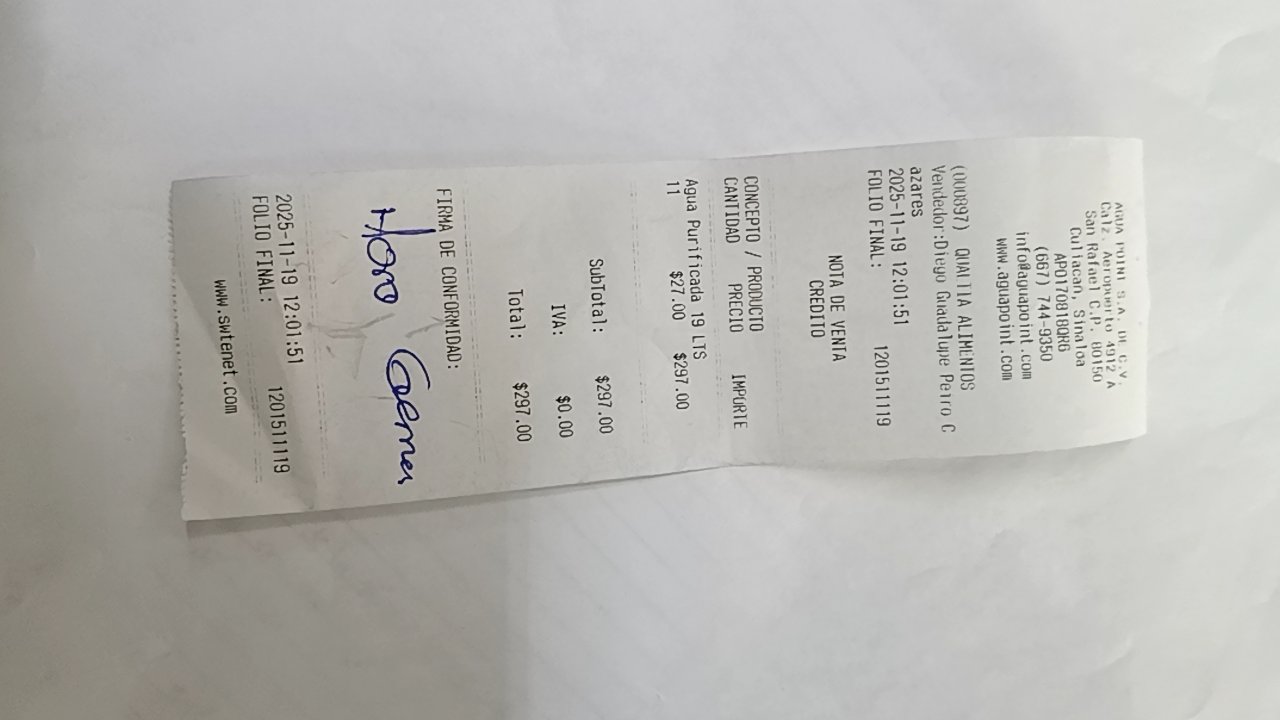 AGUA POINT S.A. DE C.V.
Calz. Aeropuerto 4912 A
San Rafael C.P. 80150
Culiacan, Sinaloa
APO170818QR6
(667) 744-9350
info@aguapoint.com
www.aguapoint.com
(000897) QUALTIA ALIMENTOS
Vendedor:Diego Guadalupe Peiro C
azares
2025-11-19 12:01:51
FOLIO FINAL: 1201511119
NOTA DE VENTA
CREDITO
CONCEPTO / PRODUCTO
CANTIDAD PRECIO IMPORTE
Agua Purificada 19 LTS
11 $27.00 $297.00
SubTotal: $297.00
IVA: $0.00
Total: $297.00
FIRMA DE CONFORMIDAD:
2025-11-19 12:01:51
FOLIO FINAL: 1201511119
www.swtenet.com